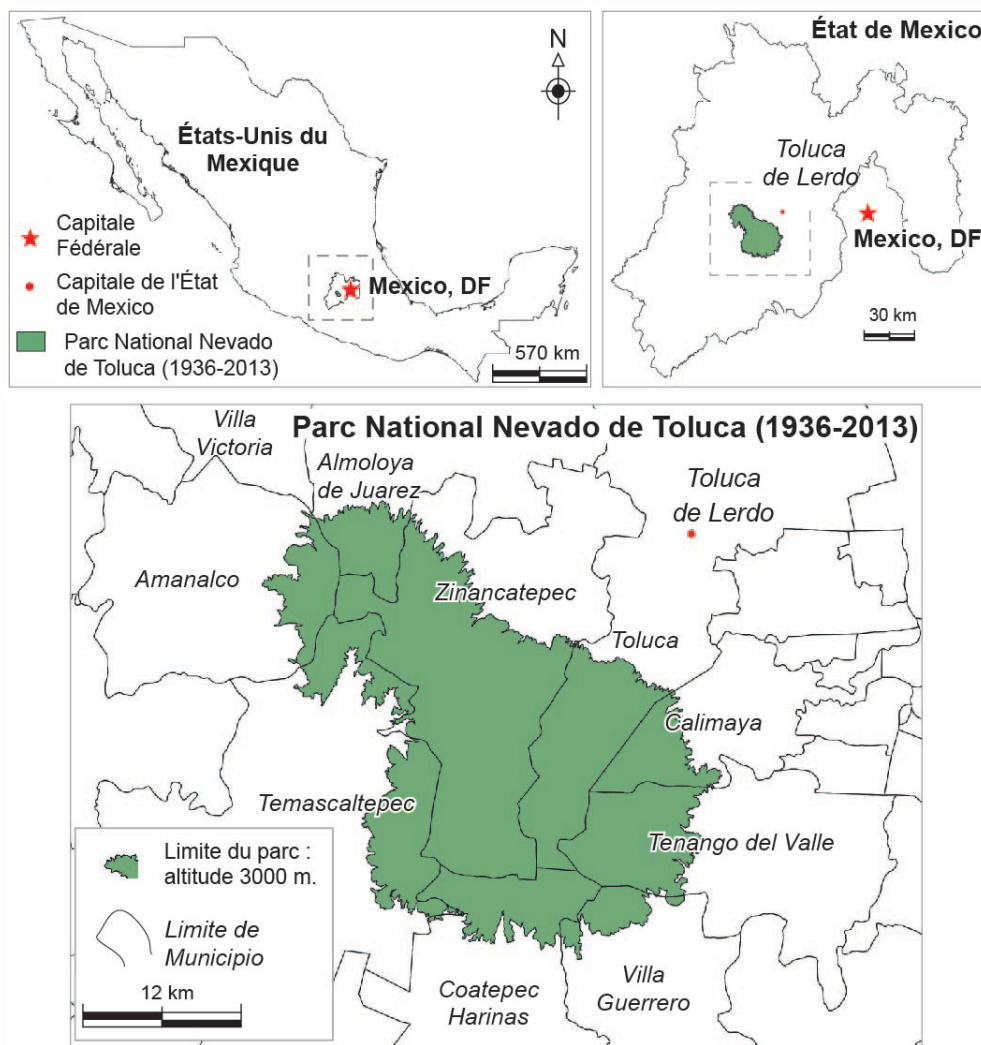 N
États-Unis du
Mexique
Capitale
Fédérale
Capitale de l'État
de Mexico
Parc National Nevado
de Toluca (1936-2013)
Mexico, DF
570 km
État de Mexico
Toluca
de Lerdo
Mexico, DF
30 km
Parc National Nevado de Toluca (1936-2013)
Villa
Victoria
Almoloya
de Juarez
Toluca
de Lerdo
Amanalco
Zinancatepec
Toluca
Calimaya
Temascaltepec
Tenango del Valle
Limite du parc :
altitude 3000 m.
Limite de
Municipio
12 km
Coatepec
Harinas
Villa
Guerrero